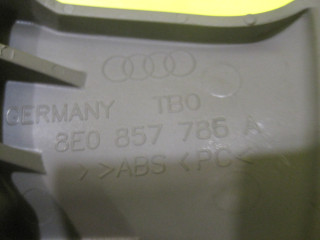 GERMANY TBO
8E0 857 786 A
> >ABS < PC <